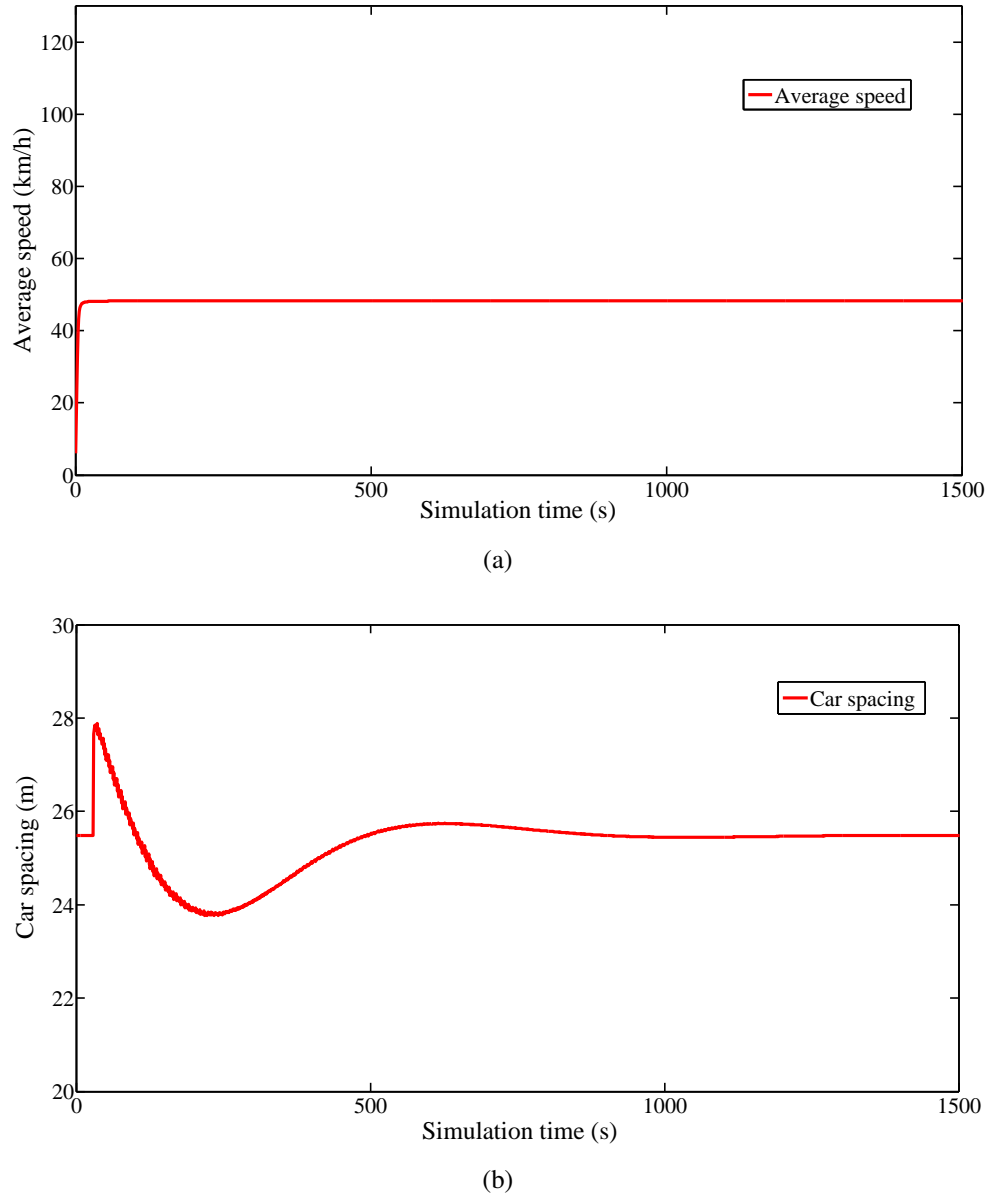 120
100
80
60
40
20
0
Average speed (km/h)
Average speed
0 500 1000 1500
Simulation time (s)
(a)
30
28
26
24
22
20
Car spacing (m)
Car spacing
0 500 1000 1500
Simulation time (s)
(b)